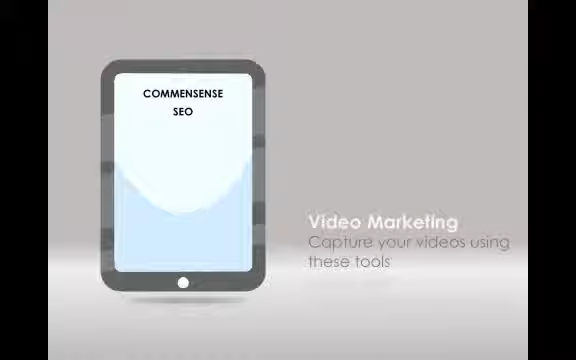 COMMENSENSE
SEO
Video Marketing
Capture your videos using
these tools